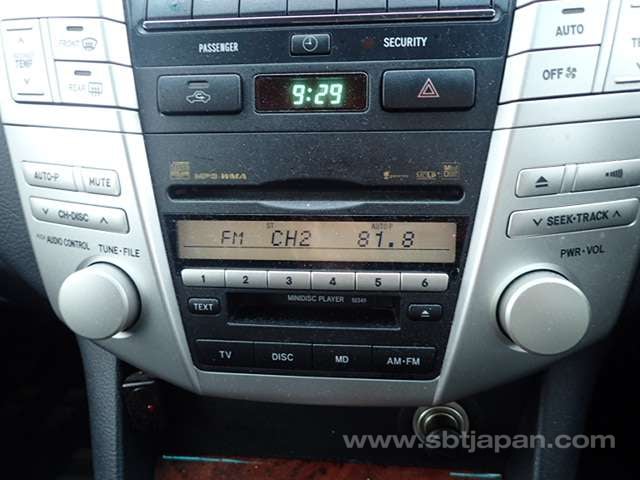 TEMP
FRONT
REAR
PASSENGER
SECURITY
AUTO
OFF
9:29
MP3·WMA
AUTO·P
MUTE
CH·DISC
AUDIO CONTROL
TUNE·FILE
SEEK·TRACK
PWR·VOL
ST
AUTO.P
FM CH2 87.8
1 2 3 4 5 6
MINIDISC PLAYER
TEXT
TV DISC MD AM·FM
www.sbtjapan.com